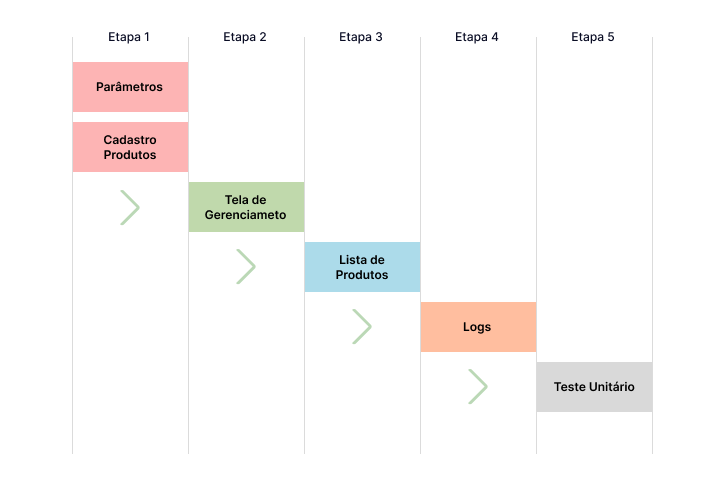 Etapa 1
Etapa 2
Etapa 3
Etapa 4
Etapa 5
Parâmetros
Cadastro
Produtos
Tela de
Gerenciameto
Lista de
Produtos
Logs
Teste Unitário